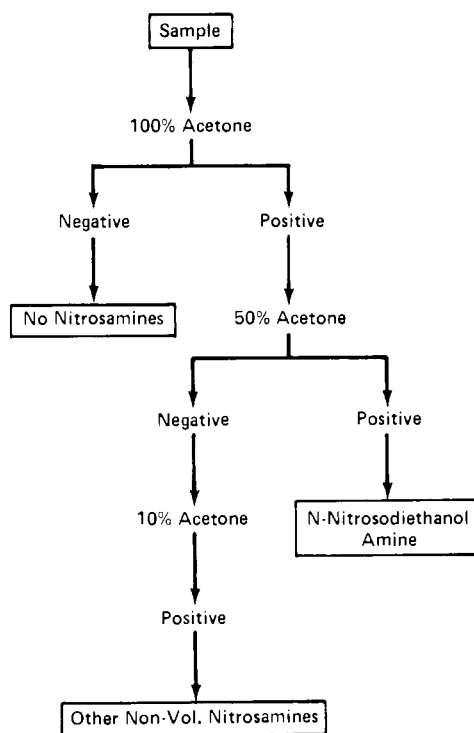 Sample
100% Acetone
Negative
Positive
No Nitrosamines
50% Acetone
Negative
Positive
10% Acetone
N-Nitrosodiethanol
Amine
Positive
Other Non-Vol. Nitrosamines